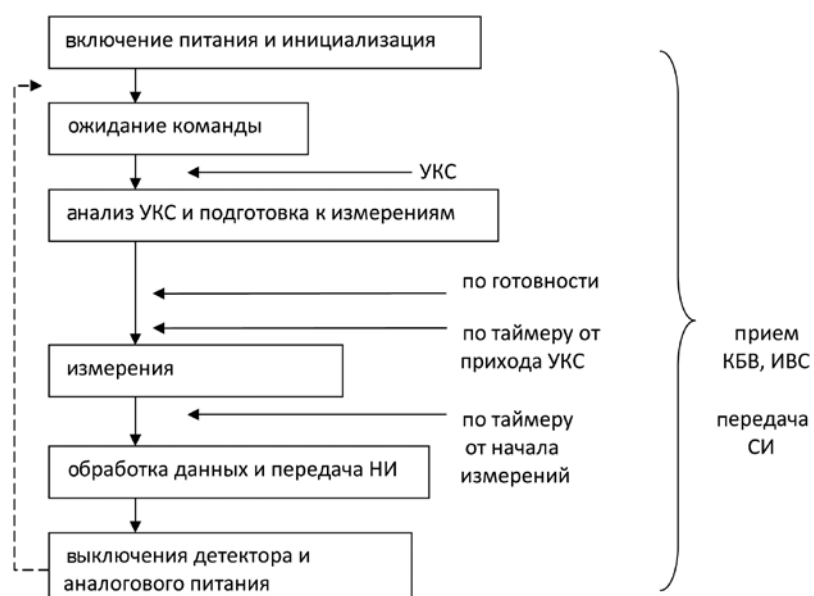 включение питания и инициализация
ожидание команды
УКС
анализ УКС и подготовка к измерениям
по готовности
по таймеру от
прихода УКС
измерения
по таймеру
от начала
измерений
обработка данных и передача НИ
выключения детектора и
аналогового питания
прием
КБВ, ИВС
передача
СИ